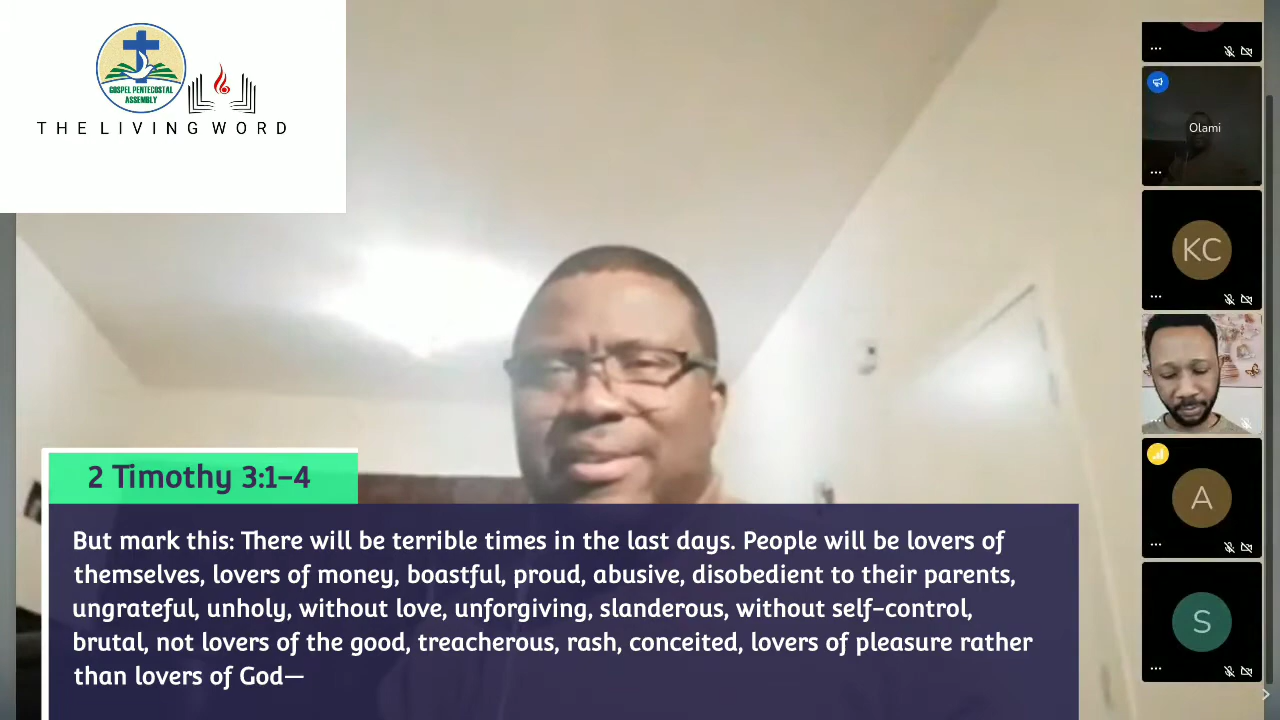 GOSPEL PENTECOSTAL
ASSEMBLY
THE LIVING WORD
Olami
KC
2 Timothy 3:1–4
But mark this: There will be terrible times in the last days. People will be lovers of
themselves, lovers of money, boastful, proud, abusive, disobedient to their parents,
ungrateful, unholy, without love, unforgiving, slanderous, without self-control,
brutal, not lovers of the good, treacherous, rash, conceited, lovers of pleasure rather
than lovers of God—
A
S